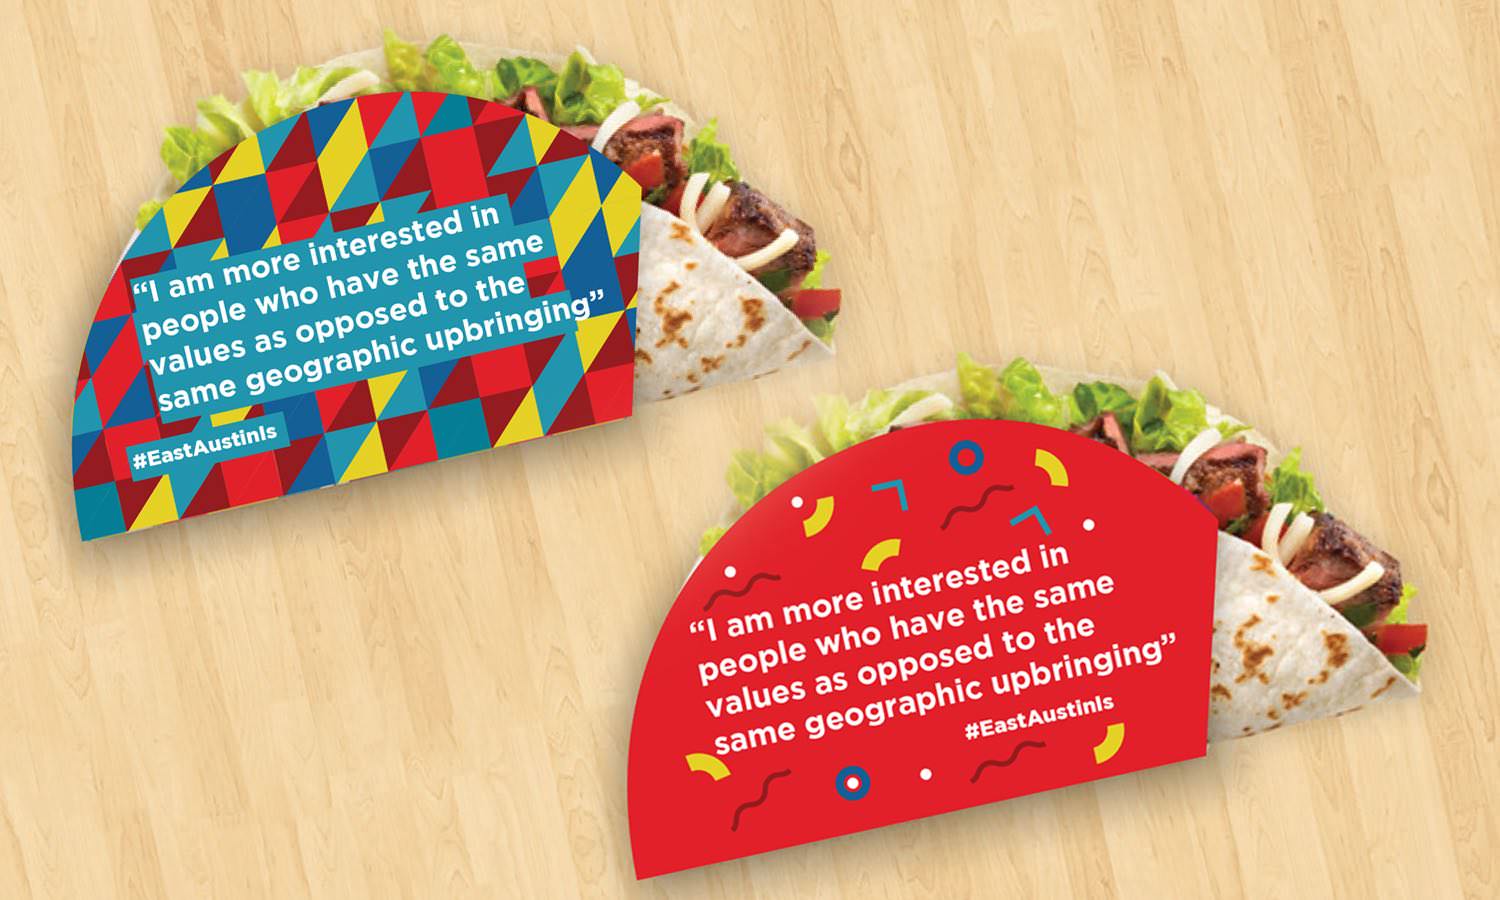 “I am more interested in
people who have the same
values as opposed to the
same geographic upbringing”
#EastAustinIs
“I am more interested in
people who have the same
values as opposed to the
same geographic upbringing”
#EastAustinIs